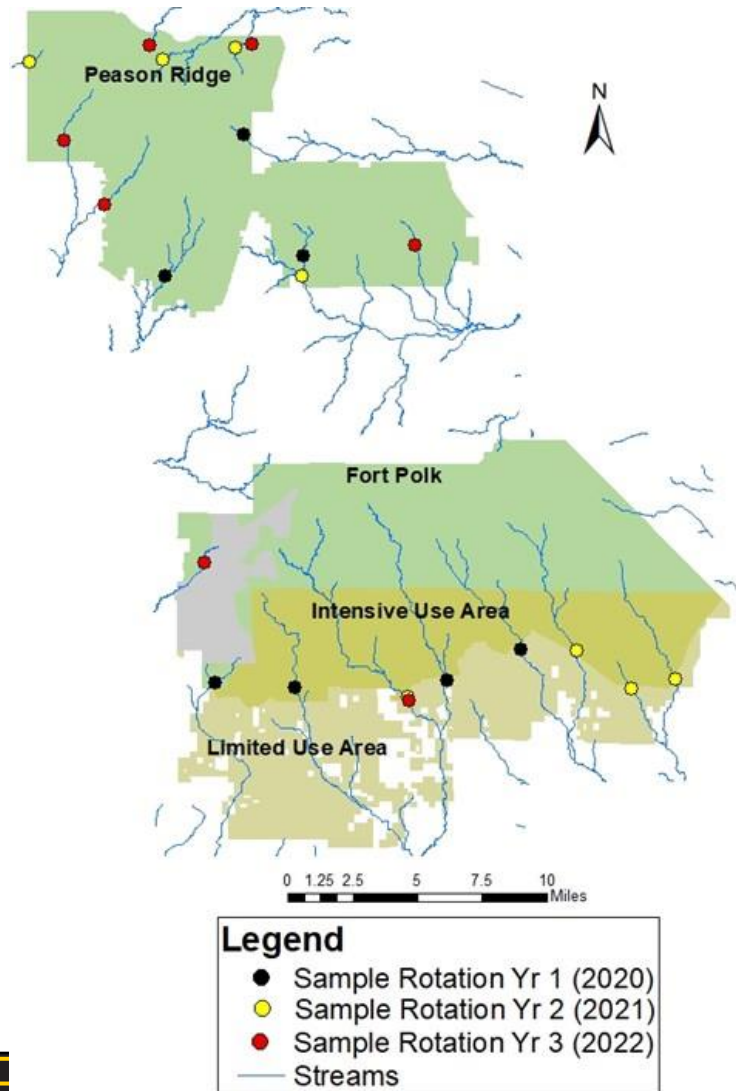 Peason Ridge
N
Fort Polk
Intensive Use Area
LImited Use Area
0 1.25 2.5 5 7.5 10
Miles
Legend
Sample Rotation Yr 1 (2020)
Sample Rotation Yr 2 (2021)
Sample Rotation Yr 3 (2022)
Streams